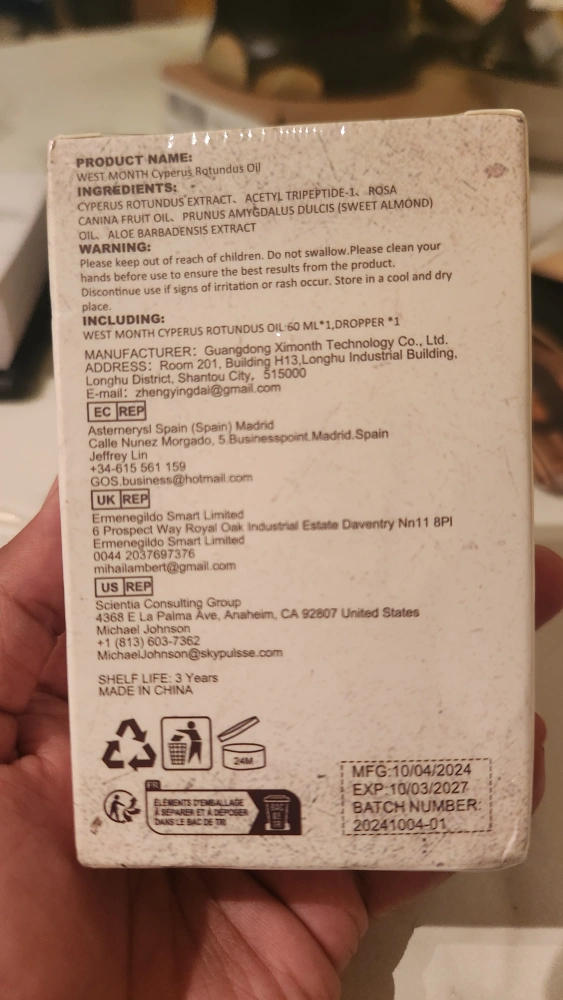 PRODUCT NAME:
WEST MONTH Cyperus Rotundus Oil
INGREDIENTS:
CYPERUS ROTUNDUS EXTRACT、ACETYL TRIPEPTIDE-1、ROSA
CANINA FRUIT OIL、PRUNUS AMYGDALUS DULCIS (SWEET ALMOND)
OIL、ALOE BARBADENSIS EXTRACT
WARNING:
Please keep out of reach of children. Do not swallow.Please clean your
hands before use to ensure the best results from the product.
Discontinue use if signs of irritation or rash occur. Store in a cool and dry
place.
INCLUDING:
WEST MONTH CYPERUS ROTUNDUS OIL 60 ML*1,DROPPER *1
MANUFACTURER：Guangdong Ximonth Technology Co., Ltd.
ADDRESS：Room 201, Building H13,Longhu Industrial Building,
Longhu District, Shantou City，515000
E-mail：zhengyingdai@gmail.com
EC REP
Asternerysl Spain (Spain) Madrid
Calle Nunez Morgado, 5.Businesspoint.Madrid.Spain
Jeffrey Lin
+34-615 561 159
GOS.business@hotmail.com
UK REP
Ermenegildo Smart Limited
6 Prospect Way Royal Oak Industrial Estate Daventry Nn11 8Pl
Ermenegildo Smart Limited
0044 2037697376
mihailambert@gmail.com
US REP
Scientia Consulting Group
4368 E La Palma Ave, Anaheim, CA 92807 United States
Michael Johnson
+1 (813) 603-7362
MichaelJohnson@skypulsse.com
SHELF LIFE: 3 Years
MADE IN CHINA
24M
FR
ÉLÉMENTS D'EMBALLAGE
À SÉPARER ET À DÉPOSER
DANS LE BAC DE TRI
BAC
DE
TRI
MFG:10/04/2024
EXP:10/03/2027
BATCH NUMBER:
20241004-01